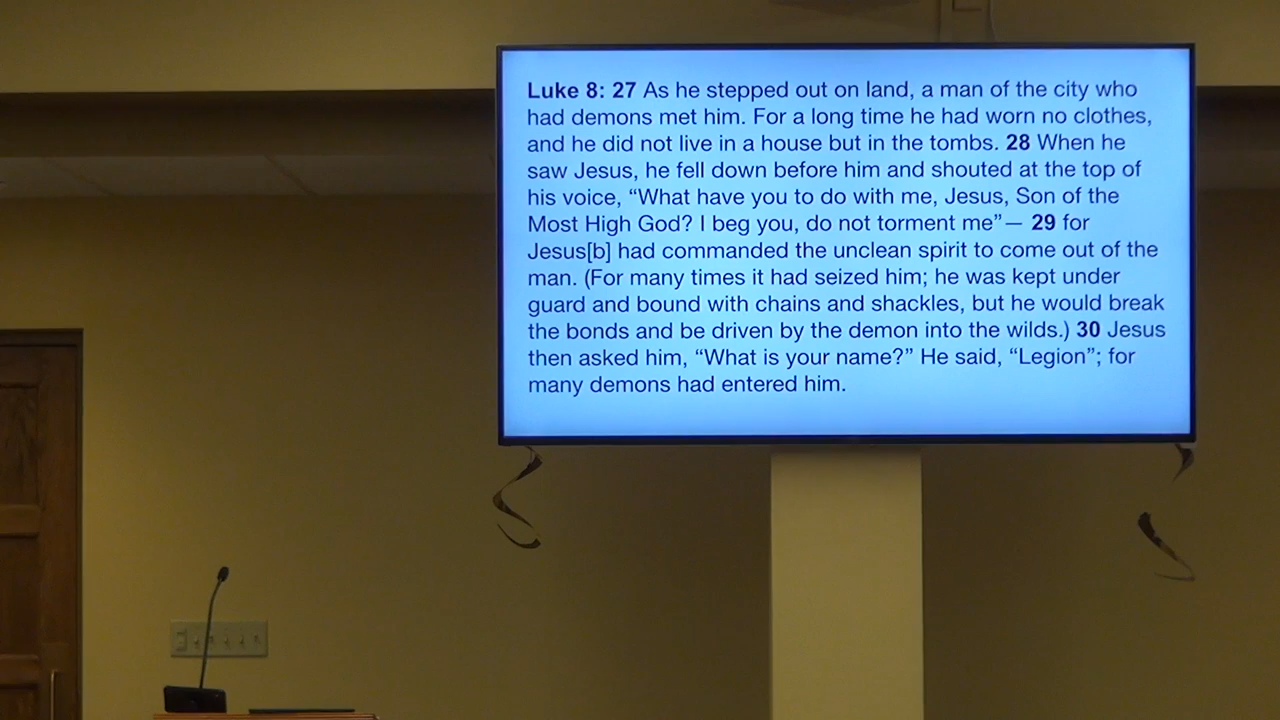 Luke 8: 27 As he stepped out on land, a man of the city who
had demons met him. For a long time he had worn no clothes,
and he did not live in a house but in the tombs. 28 When he
saw Jesus, he fell down before him and shouted at the top of
his voice, “What have you to do with me, Jesus, Son of the
Most High God? I beg you, do not torment me”— 29 for
Jesus[b] had commanded the unclean spirit to come out of the
man. (For many times it had seized him; he was kept under
guard and bound with chains and shackles, but he would break
the bonds and be driven by the demon into the wilds.) 30 Jesus
then asked him, “What is your name?” He said, “Legion”; for
many demons had entered him.